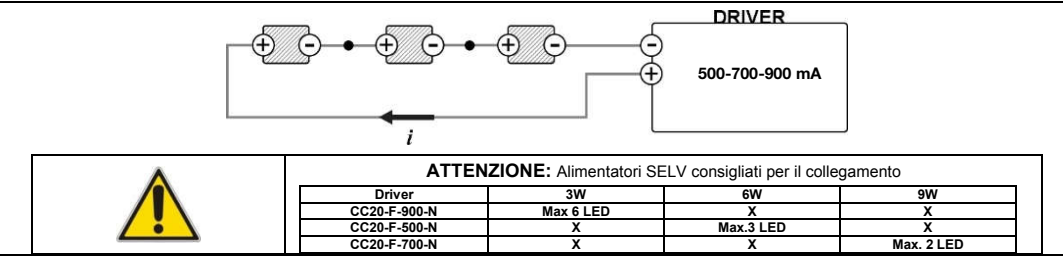 DRIVER
500-700-900 mA
i
ATTENZIONE: Alimentatori SELV consigliati per il collegamento
Driver 3W 6W 9W
CC20-F-900-N Max 6 LED X X
CC20-F-500-N X Max.3 LED X
CC20-F-700-N X X Max. 2 LED